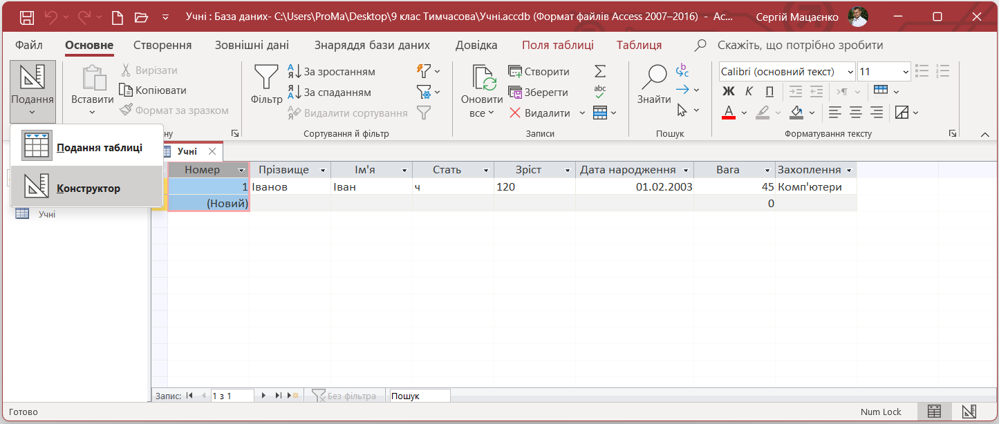 Учні : База даних- C:\Users\ProMa\Desktop\9 клас Тимчасова\Учні.accdb (Формат файлів Access 2007–2016) - Ac...
Сергій Мацаєнко
Файл Основне Створення Зовнішні дані Знаряддя бази даних Довідка Поля таблиці Таблиця Скажіть, що потрібно зробити
Подання
Вставити
Вирізати
Копіювати
Формат за зразком
ну
Фільтр
За зростанням
За спаданням
Видалити сортування
Сортування й фільтр
Оновити
все
Створити
Зберегти
Видалити
Записи
Знайти
Пошук
Calibri (основний текст) 11
Ж К П
Форматування тексту
Подання таблиці
Конструктор
Учні
Учні
Номер Прізвище Ім'я Стать Зріст Дата народження Вага Захоплення
1 Іванов Іван ч 120 01.02.2003 45 Комп'ютери
(Новий) 0
Запис: 1 з 1 Без фільтра Пошук
Готово Num Lock